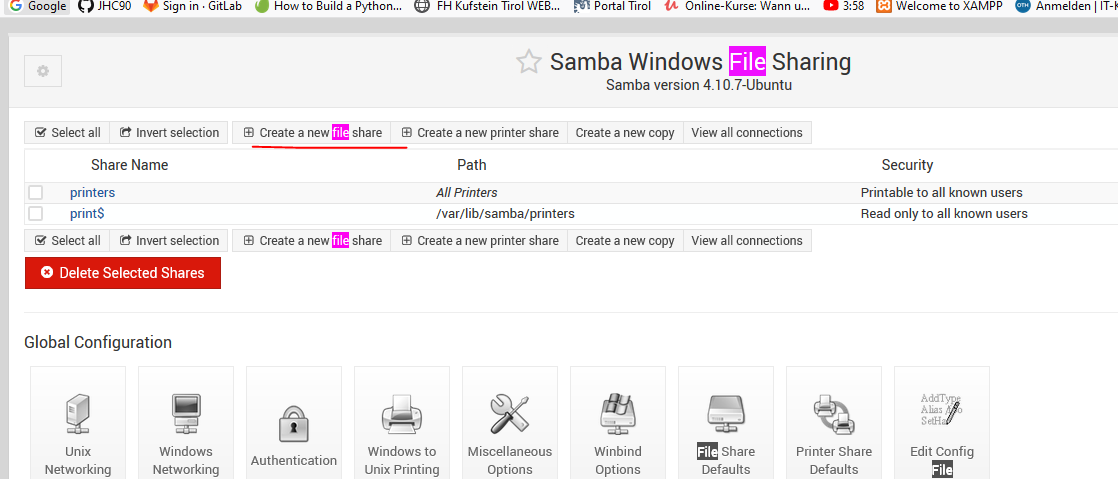 Google JHC90 Sign in · GitLab How to Build a Python... FH Kufstein Tirol WEB... Portal Tirol Online-Kurse: Wann u... 3:58 Welcome to XAMPP OTH Anmelden | IT-K
Samba Windows File Sharing
Samba version 4.10.7-Ubuntu
Select all Invert selection Create a new file share Create a new printer share Create a new copy View all connections
Share Name Path Security
printers All Printers Printable to all known users
print$ /var/lib/samba/printers Read only to all known users
Select all Invert selection Create a new file share Create a new printer share Create a new copy View all connections
Delete Selected Shares
Global Configuration
AddType
Alias /
SetHa
Unix Networking
Windows Networking
Authentication
Windows to Unix Printing
Miscellaneous Options
Winbind Options
File Share Defaults
Printer Share Defaults
Edit Config File